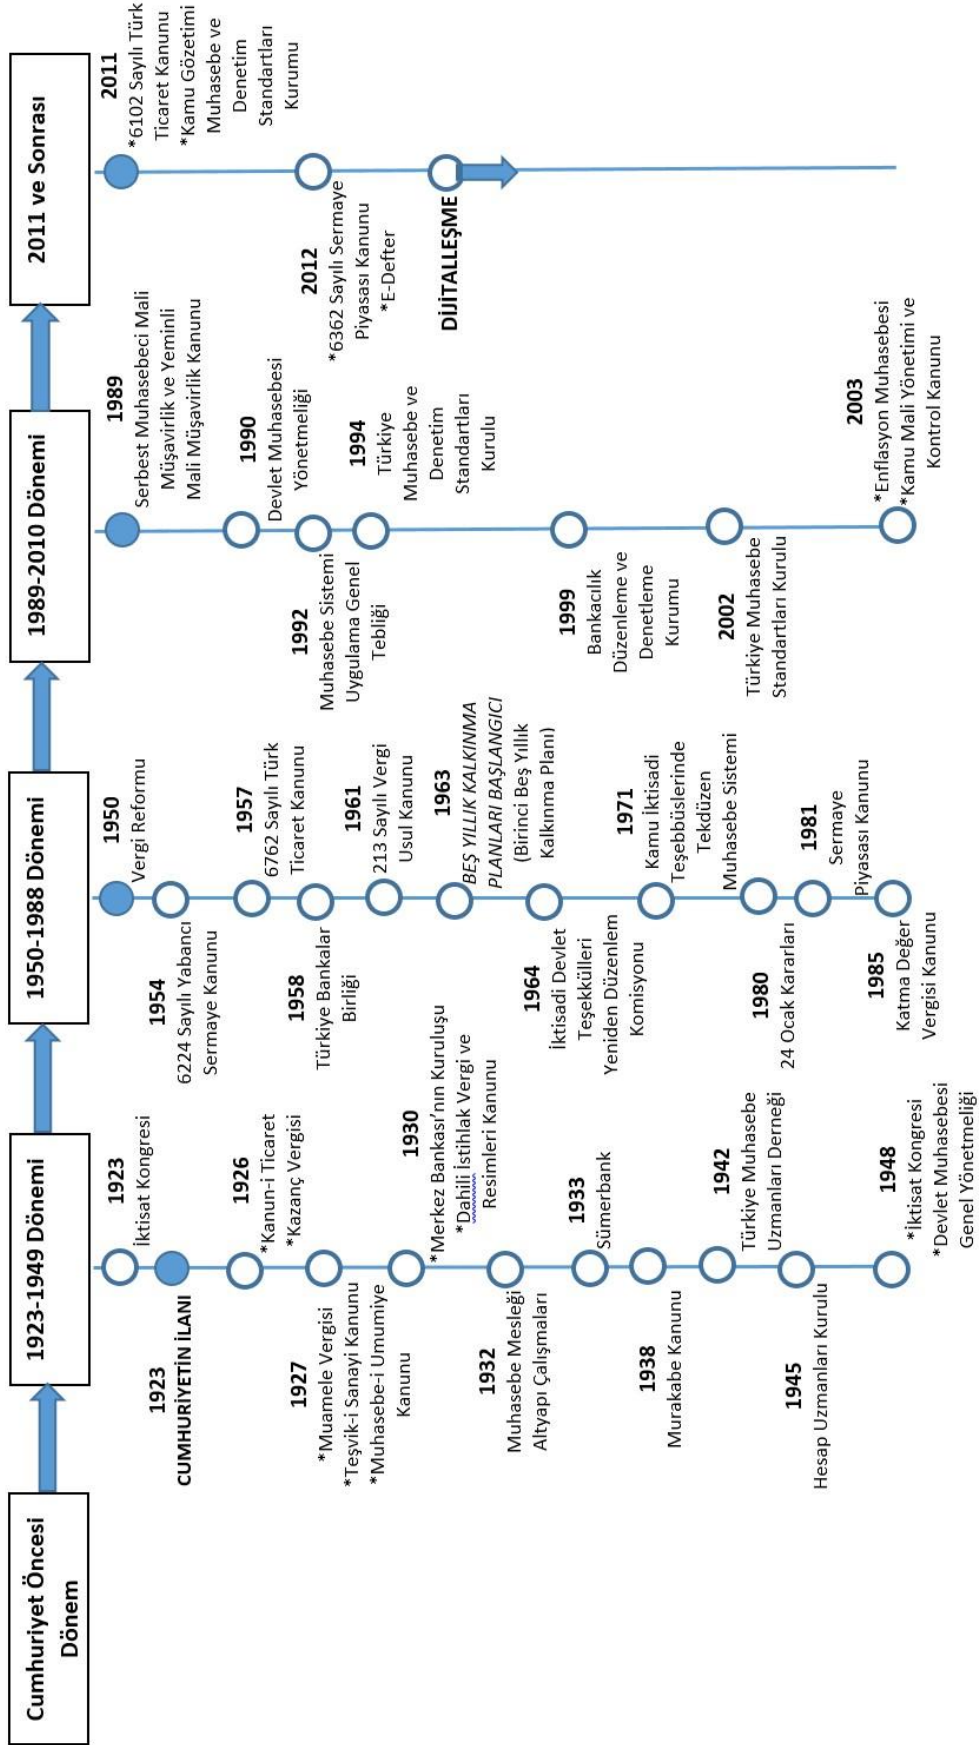 Cumhuriyet Öncesi
Dönem
1923-1949 Dönemi
1923
İktisat Kongresi
1923
CUMHURİYETİN İLANI
1926
*Kanun-i Ticaret
*Kazanç Vergisi
1927
*Muamele Vergisi
*Teşvik-i Sanayi Kanunu
*Muhasebe-i Umumiye
Kanunu
1930
*Merkez Bankası'nın Kuruluşu
*Dahili İstihlak Vergi ve
Resimleri Kanunu
1932
Muhasebe Mesleği
Altyapı Çalışmaları
1933
Sümerbank
1938
Murakabe Kanunu
1942
Türkiye Muhasebe
Uzmanları Derneği
1945
Hesap Uzmanları Kurulu
1948
*İktisat Kongresi
*Devlet Muhasebesi
Genel Yönetmeliği
1950-1988 Dönemi
1950
Vergi Reformu
1954
6224 Sayılı Yabancı
Sermaye Kanunu
1957
6762 Sayılı Türk
Ticaret Kanunu
1958
Türkiye Bankalar
Birliği
1961
213 Sayılı Vergi
Usul Kanunu
1963
BEŞ YILLIK KALKINMA
PLANLARI BAŞLANGICI
(Birinci Beş Yıllık
Kalkınma Planı)
1964
İktisadi Devlet
Teşekkülleri
Yeniden Düzenlem
Komisyonu
1971
Kamu İktisadi
Teşebbüslerinde
Tekdüzen
Muhasebe Sistemi
1980
24 Ocak Kararları
1981
Sermaye
Piyasası Kanunu
1985
Katma Değer
Vergisi Kanunu
1989-2010 Dönemi
1989
Serbest Muhasebeci Mali
Müşavirlik ve Yeminli
Mali Müşavirlik Kanunu
1990
Devlet Muhasebesi
Yönetmeliği
1992
Muhasebe Sistemi
Uygulama Genel
Tebliği
1994
Türkiye
Muhasebe ve
Denetim
Standartları
Kurulu
1999
Bankacılık
Düzenleme ve
Denetleme
Kurumu
2002
Türkiye Muhasebe
Standartları Kurulu
2003
*Enflasyon Muhasebesi
*Kamu Mali Yönetimi ve
Kontrol Kanunu
2011 ve Sonrası
2011
*6102 Sayılı Türk
Ticaret Kanunu
*Kamu Gözetimi
Muhasebe ve
Denetim
Standartları
Kurumu
2012
*6362 Sayılı Sermaye
Piyasası Kanunu
*E-Defter
DİJİTALLEŞME